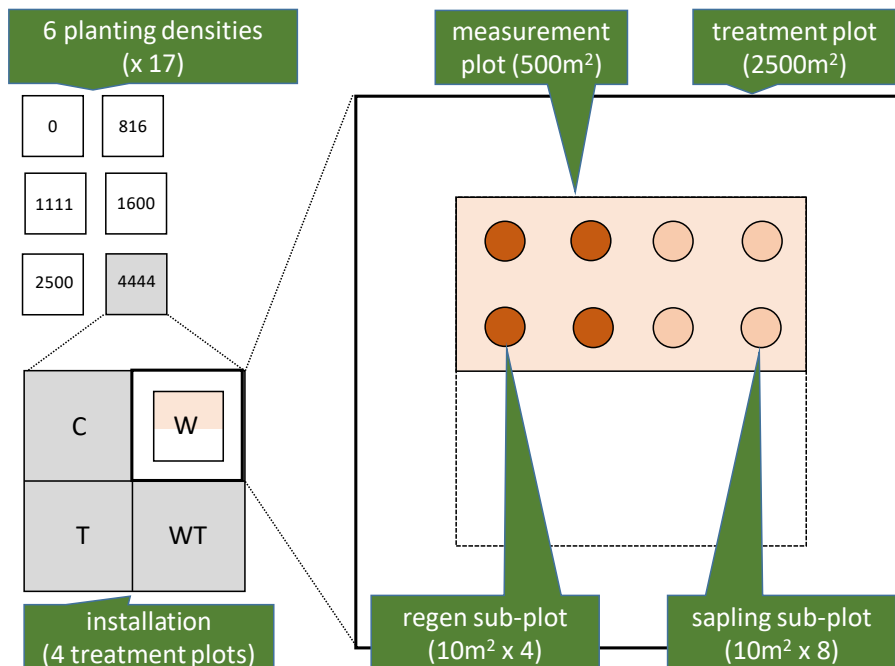 6 planting densities
(x 17)
measurement
plot (500m²)
treatment plot
(2500m²)
0
816
1111
1600
2500
4444
C
W
T
WT
installation
(4 treatment plots)
regen sub-plot
(10m² x 4)
sapling sub-plot
(10m² x 8)